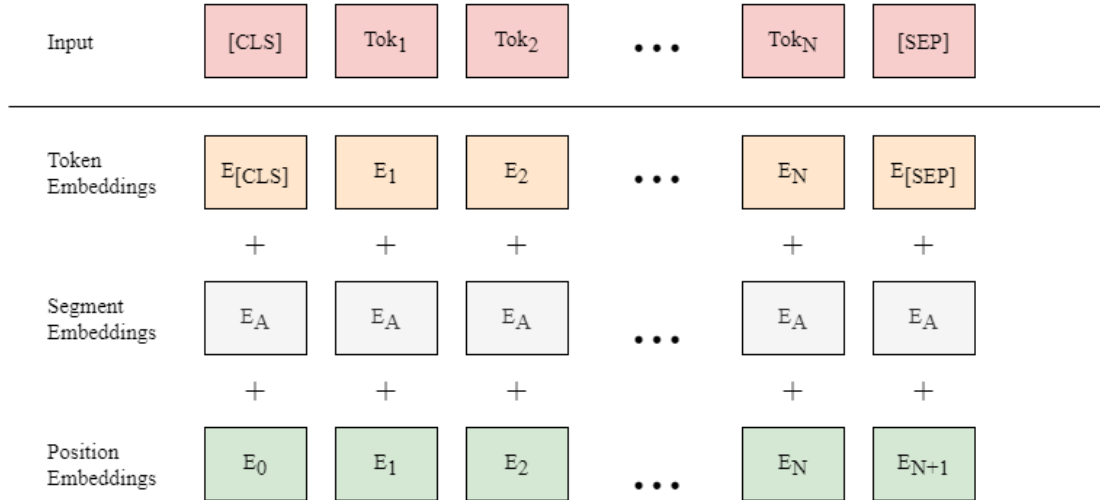 Input [CLS] Tok1 Tok2 ... TokN [SEP]
Token
Embeddings
E[CLS] E1 E2 ... EN E[SEP]
+ + + + +
Segment
Embeddings
EA EA EA ... EA EA
+ + + + +
Position
Embeddings
E0 E1 E2 ... EN EN+1